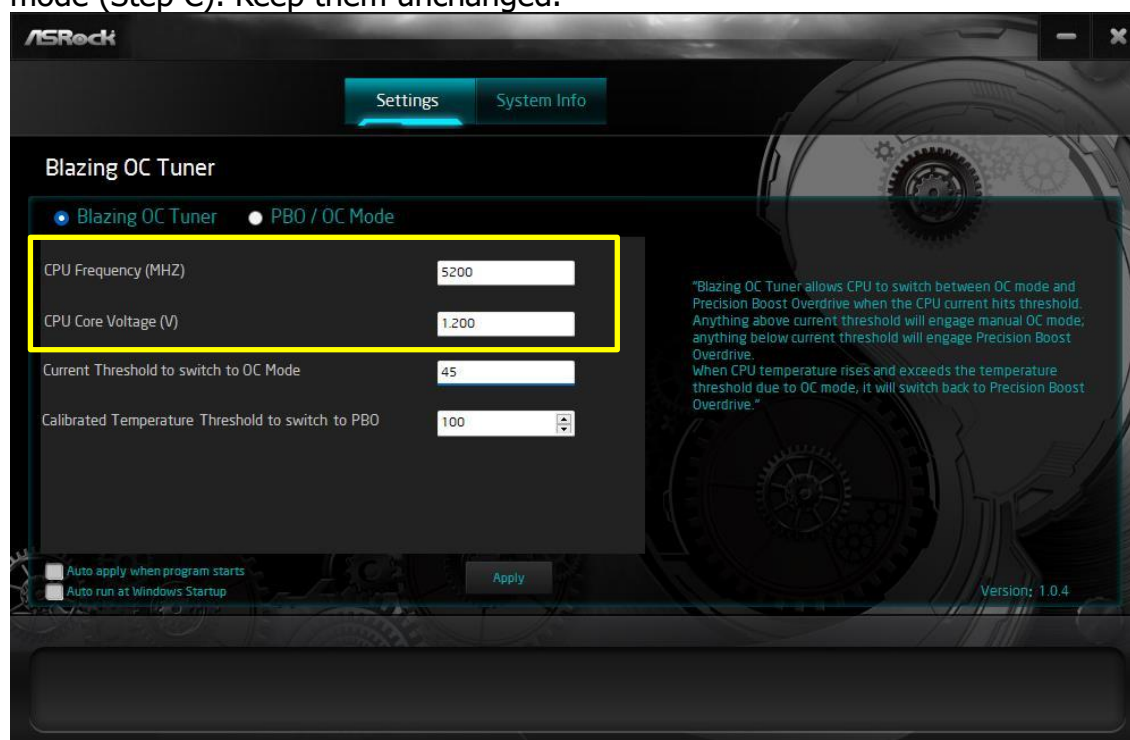 mode (Step C). Keep them unchanged.
ASRock
Settings System Info
Blazing OC Tuner
Blazing OC Tuner PBO / OC Mode
CPU Frequency (MHZ) 5200
CPU Core Voltage (V) 1.200
Current Threshold to switch to OC Mode 45
Calibrated Temperature Threshold to switch to PBO 100
"Blazing OC Tuner allows CPU to switch between OC mode and
Precision Boost Overdrive when the CPU current hits threshold.
Anything above current threshold will engage manual OC mode;
anything below current threshold will engage Precision Boost
Overdrive.
When CPU temperature rises and exceeds the temperature
threshold due to OC mode, it will switch back to Precision Boost
Overdrive."
Auto apply when program starts
Auto run at Windows Startup
Apply
Version: 1.0.4